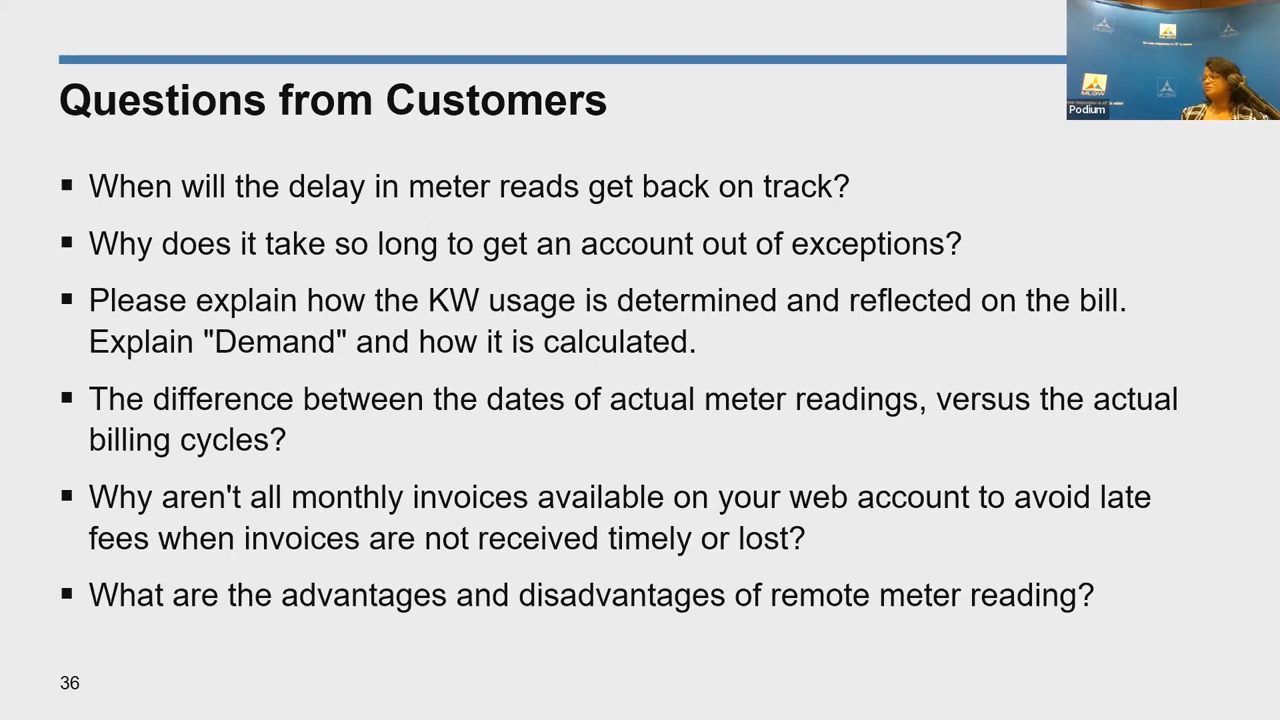 Questions from Customers
MLGW
MLGW
Podium
▪ When will the delay in meter reads get back on track?
▪ Why does it take so long to get an account out of exceptions?
▪ Please explain how the KW usage is determined and reflected on the bill.
Explain "Demand" and how it is calculated.
▪ The difference between the dates of actual meter readings, versus the actual
billing cycles?
▪ Why aren't all monthly invoices available on your web account to avoid late
fees when invoices are not received timely or lost?
▪ What are the advantages and disadvantages of remote meter reading?
36